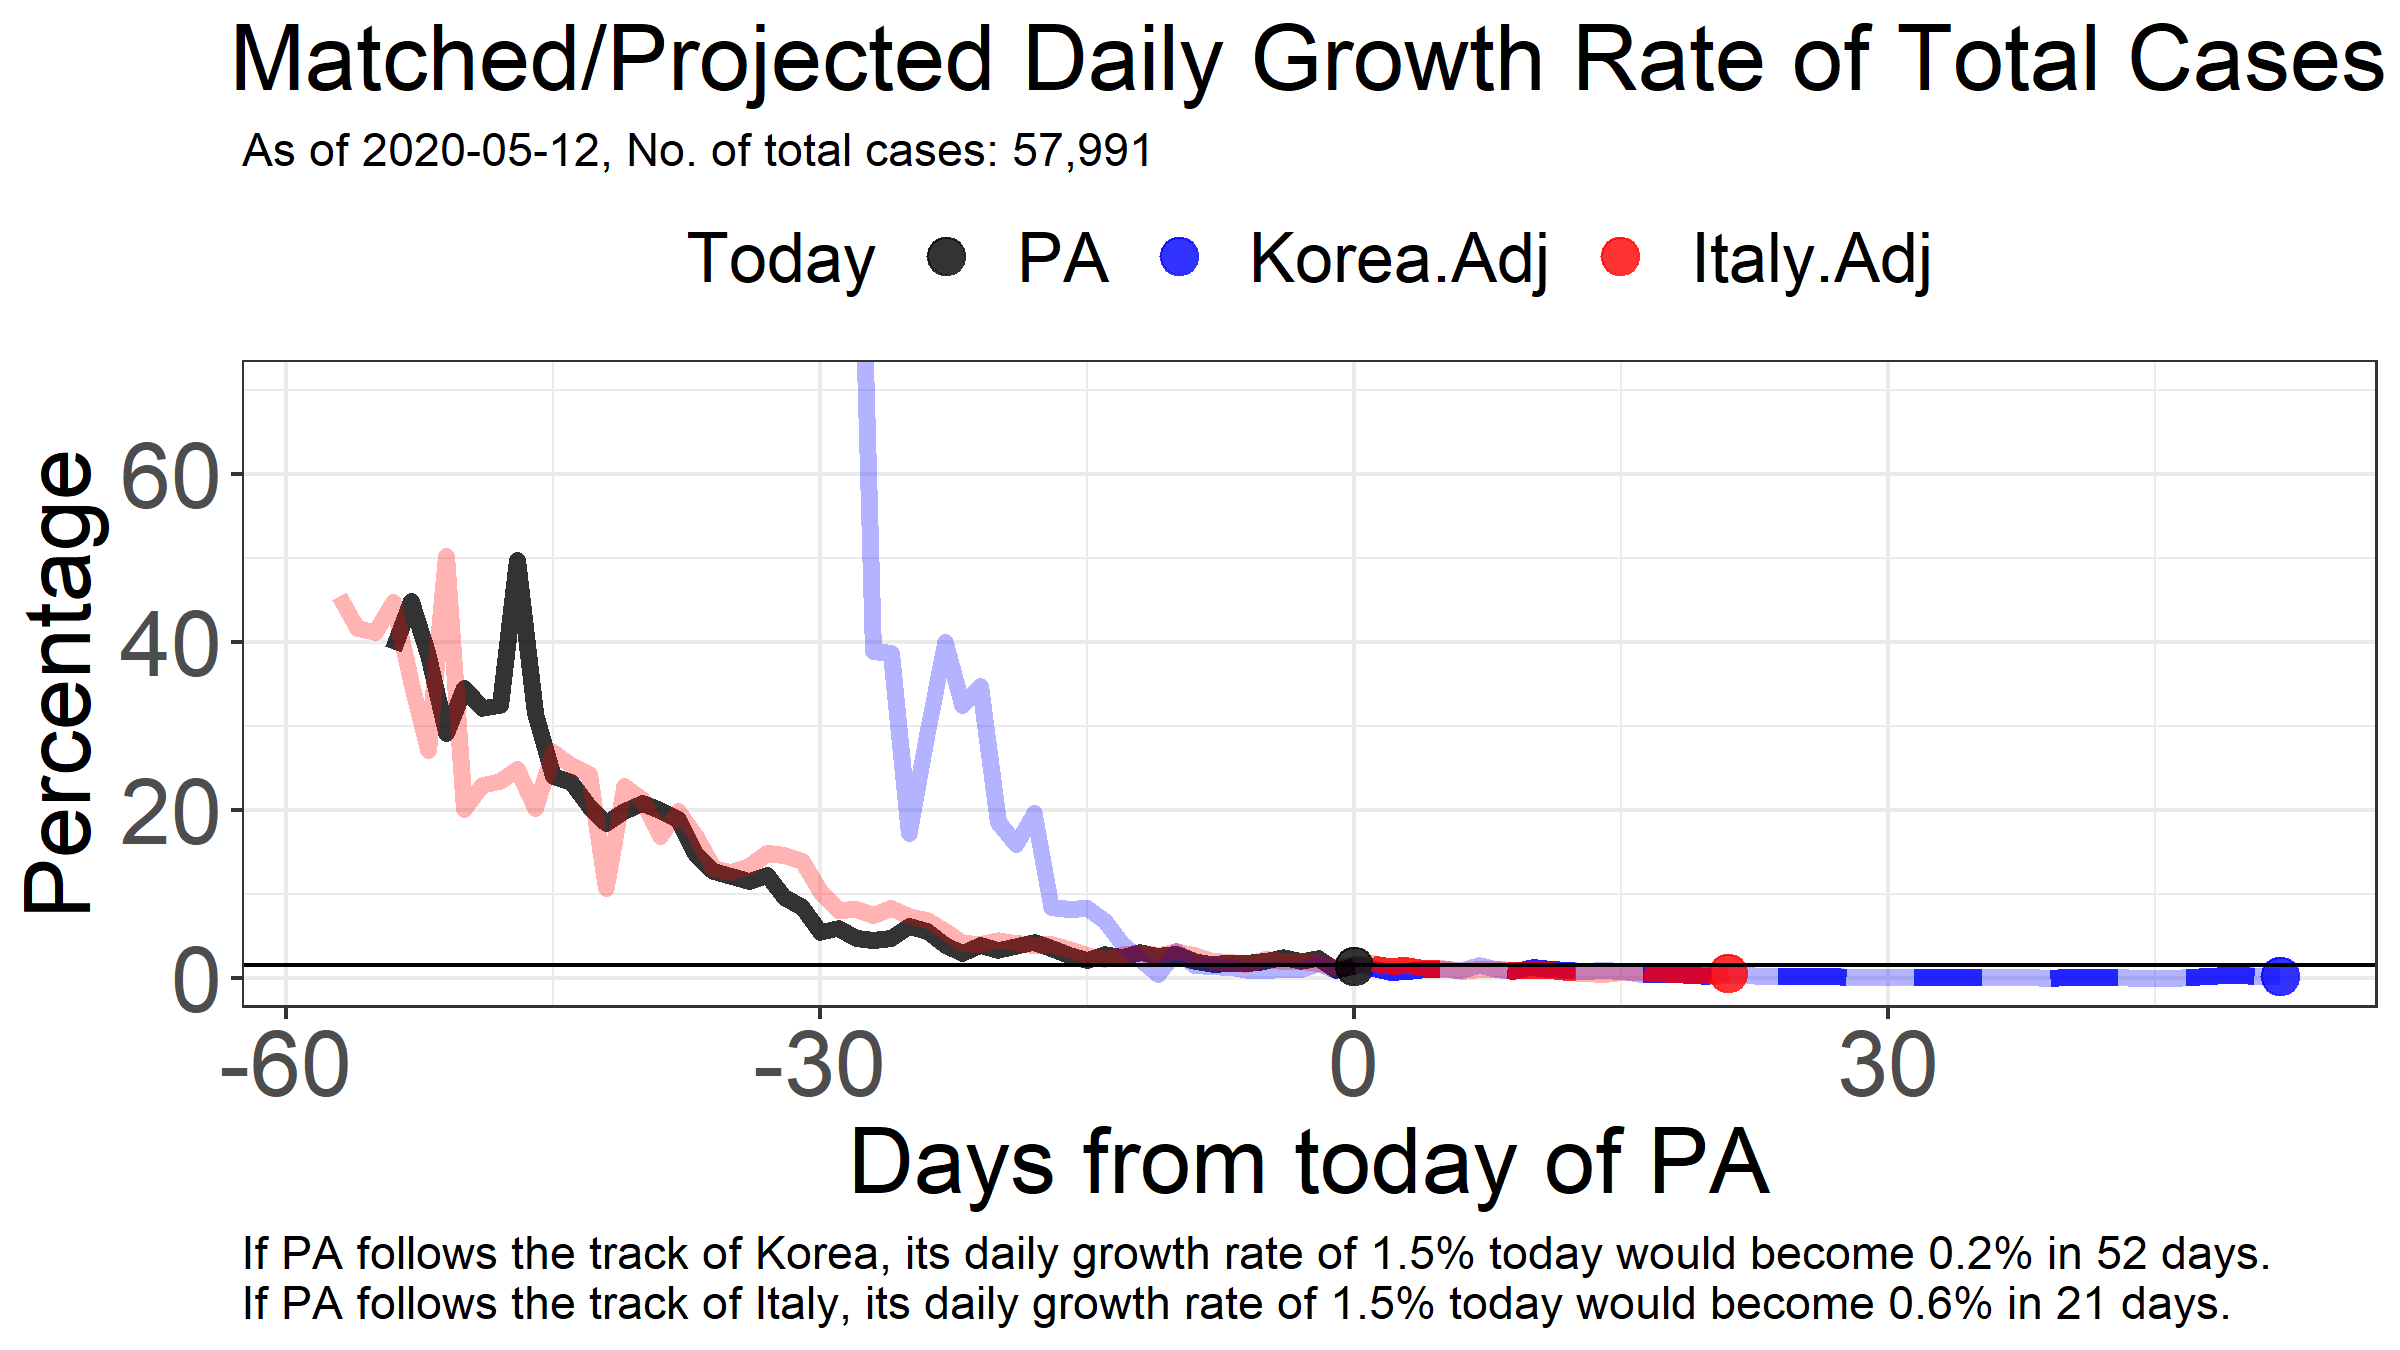 Matched/Projected Daily Growth Rate of Total Cases
As of 2020-05-12, No. of total cases: 57,991
Today PA Korea.Adj Italy.Adj
Percentage
60
40
20
0
-60 -30 0 30
Days from today of PA
If PA follows the track of Korea, its daily growth rate of 1.5% today would become 0.2% in 52 days.
If PA follows the track of Italy, its daily growth rate of 1.5% today would become 0.6% in 21 days.